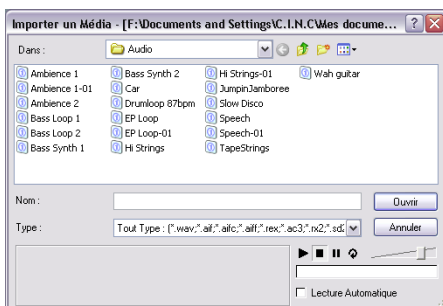 Importer un Média - [F:\Documents and Settings\C.I.N.C\Mes docume...
Dans :
Audio
Ambience 1
Ambience 1-01
Ambience 2
Bass Loop 1
Bass Loop 2
Bass Synth 1
Bass Synth 2
Car
Drumloop 87bpm
EP Loop
EP Loop-01
Hi Strings
Hi Strings-01
JumpinJamboree
Slow Disco
Speech
Speech-01
TapeStrings
Wah guitar
Nom :
Ouvrir
Type :
Tout Type : (*.wav;*.aif;*.aifc;*.aiff;*.rex;*.ac3;*.rx2;*.sd2
Annuler
Lecture Automatique